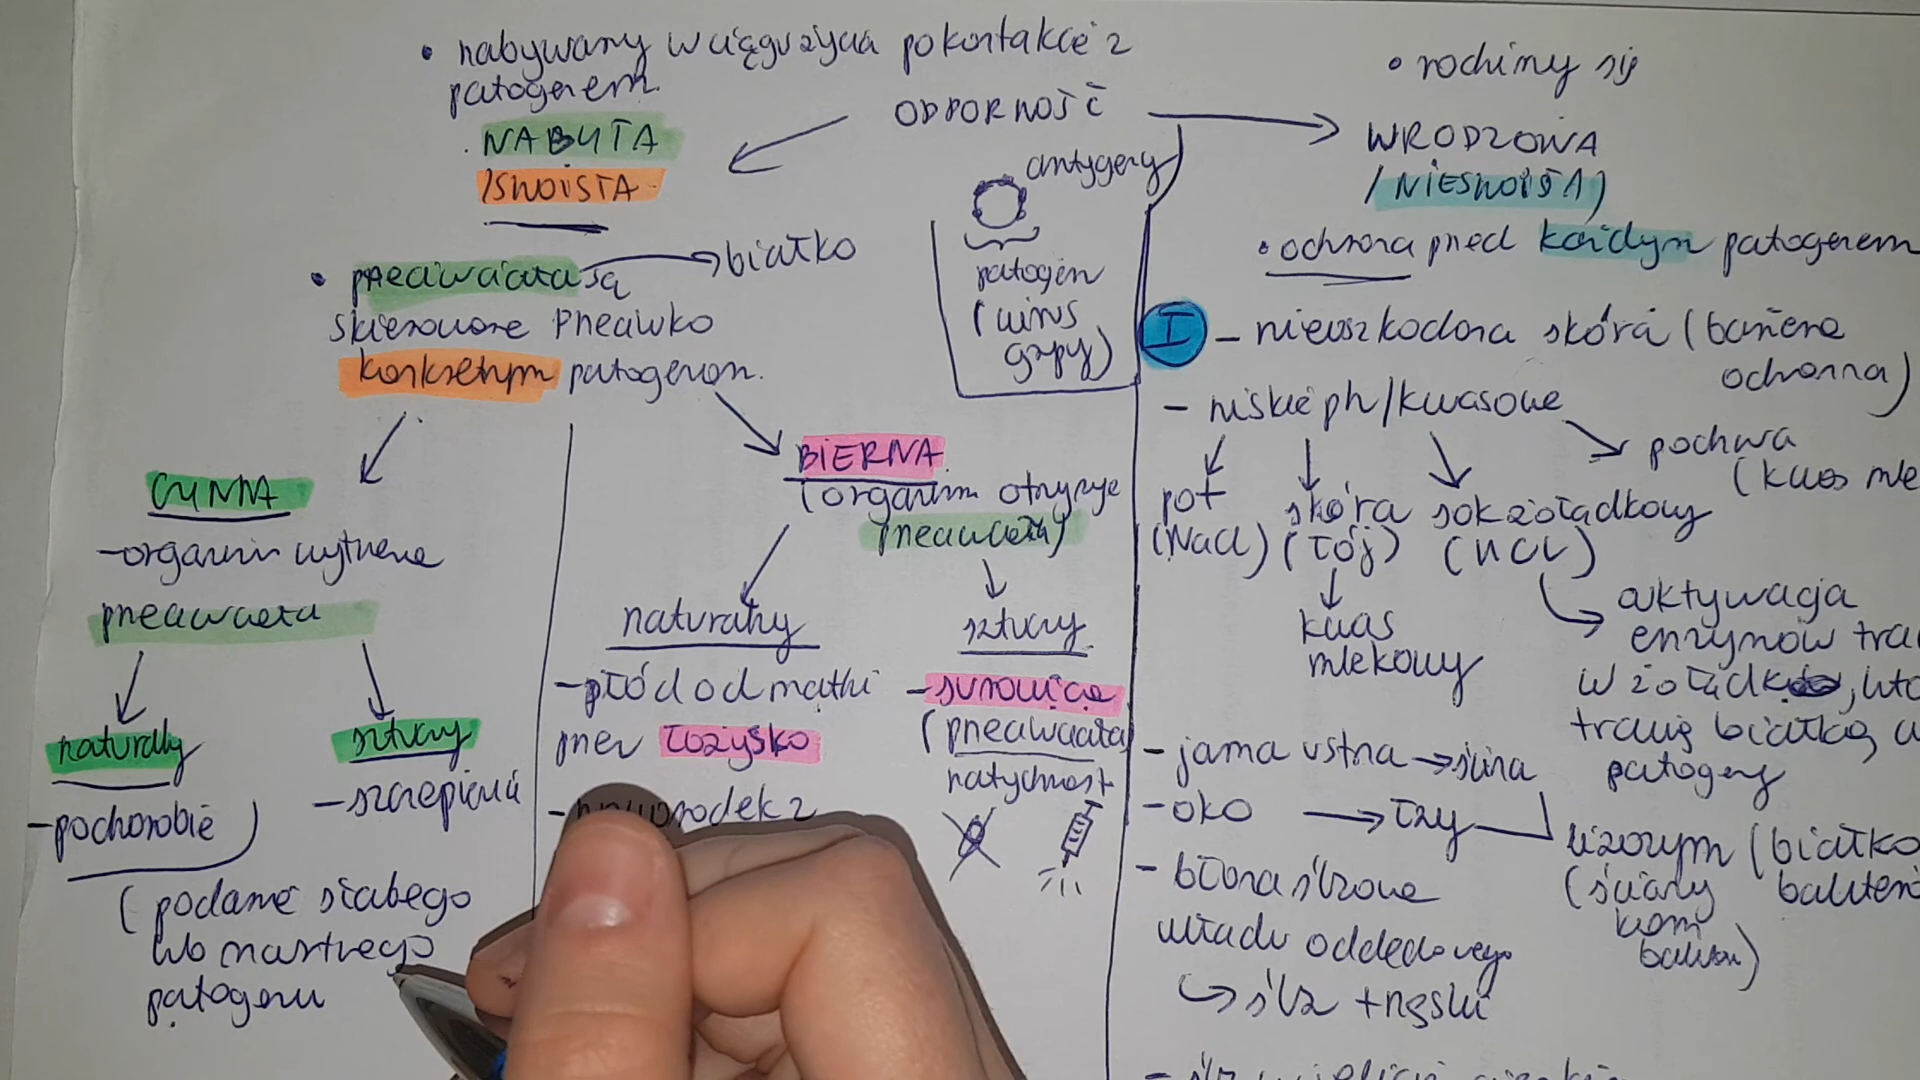 • nabywamy w ciągu życia po kontakcie z
patogenem.
ODPORNOŚĆ
NABYTA
/SWOISTA
• przeciwciała są → białko
skierowane przeciwko
konkretnym patogenom.
CZYNNA
- organizm wytwarza
przeciwciała
naturalny
- po chorobie
sztuczny
- szczepienia
(podanie słabego
lub martwego
patogenu
BIERNA
(organizm otrzymuje
przeciwciała)
naturalny
- płód od matki
przez łożysko
z
sztuczny
- surowica
(przeciwciała
natychmiast
antygeny
patogen
(wirus
grypy)
• rodzimy się
WRODZONA
/NIESWOISTA)
• ochrona przed każdym patogenem
I - nieuszkodzona skóra (bariera
ochronna)
- niskie ph/kwasowe
pot
(NaCl)
skóra
(łój)
kwas
mlekowy
sok żołądkowy
(HCl)
pochwa
(kwas
aktywacja
enzymów
w żołądku,
trawią białka,
patogeny
- jama ustna → ślina
- oko → łzy
lizozym (białko
(ściany
kom
bakterii)
- błona śluzowa
układu oddechowego
↳ śluz + rzęski